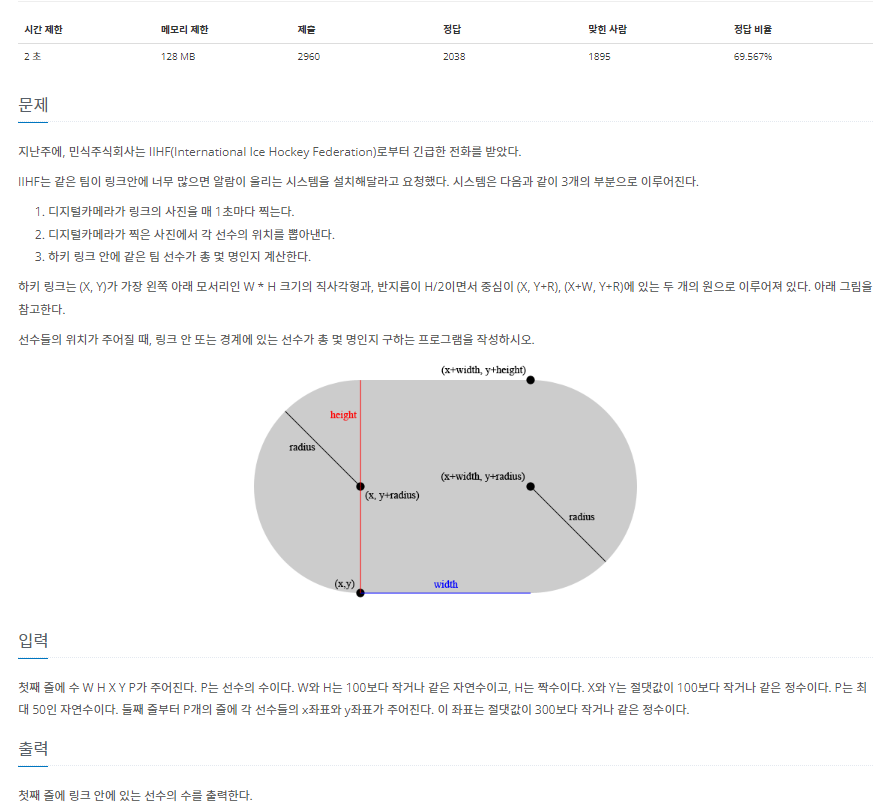 시간 제한 메모리 제한 제출 정답 맞힌 사람 정답 비율
2 초 128 MB 2960 2038 1895 69.567%
문제
지난주에, 민식주식회사는 IIHF(International Ice Hockey Federation)로부터 긴급한 전화를 받았다.
IIHF는 같은 팀이 링크안에 너무 많으면 알람이 울리는 시스템을 설치해달라고 요청했다. 시스템은 다음과 같이 3개의 부분으로 이루어진다.
1. 디지털카메라가 링크의 사진을 매 1초마다 찍는다.
2. 디지털카메라가 찍은 사진에서 각 선수의 위치를 뽑아낸다.
3. 하키 링크 안에 같은 팀 선수가 총 몇 명인지 계산한다.
하키 링크는 (X, Y)가 가장 왼쪽 아래 모서리인 W * H 크기의 직사각형과, 반지름이 H/2이면서 중심이 (X, Y+R), (X+W, Y+R)에 있는 두 개의 원으로 이루어져 있다. 아래 그림을
참고한다.
선수들의 위치가 주어질 때, 링크 안 또는 경계에 있는 선수가 총 몇 명인지 구하는 프로그램을 작성하시오.
(x+width, y+height)
height
radius
(x+width, y+radius)
(x, y+radius)
radius
(x,y)
width
입력
첫째 줄에 수 W H X Y P가 주어진다. P는 선수의 수이다. W와 H는 100보다 작거나 같은 자연수이고, H는 짝수이다. X와 Y는 절댓값이 100보다 작거나 같은 정수이다. P는 최
대 50인 자연수이다. 둘째 줄부터 P개의 줄에 각 선수들의 x좌표와 y좌표가 주어진다. 이 좌표는 절댓값이 300보다 작거나 같은 정수이다.
출력
첫째 줄에 링크 안에 있는 선수의 수를 출력한다.